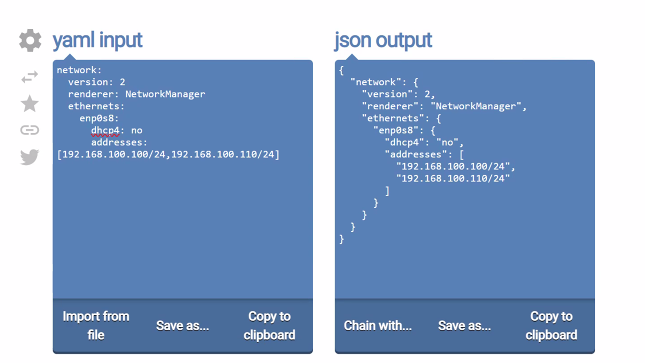 yaml input
network:
  version: 2
  renderer: NetworkManager
  ethernets:
    enp0s8:
      dhcp4: no
      addresses:
[192.168.100.100/24,192.168.100.110/24]
Import from
file
Save as...
Copy to
clipboard
json output
{
  "network": {
    "version": 2,
    "renderer": "NetworkManager",
    "ethernets": {
      "enp0s8": {
        "dhcp4": "no",
        "addresses": [
          "192.168.100.100/24",
          "192.168.100.110/24"
        ]
      }
    }
  }
}
Chain with...
Save as...
Copy to
clipboard